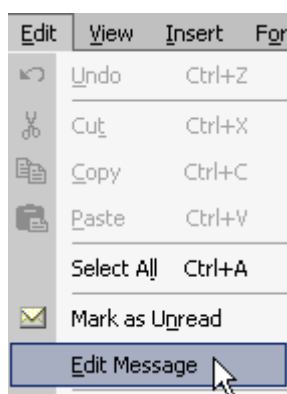 Edit View Insert For
Undo Ctrl+Z
Cut Ctrl+X
Copy Ctrl+C
Paste Ctrl+V
Select All Ctrl+A
Mark as Unread
Edit Message